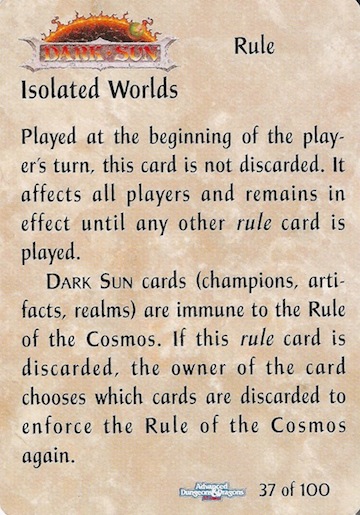 DARK SUN
Rule
Isolated Worlds
Played at the beginning of the play-
er's turn, this card is not discarded. It
affects all players and remains in
effect until any other rule card is
played.
DARK SUN cards (champions, arti-
facts, realms) are immune to the Rule
of the Cosmos. If this rule card is
discarded, the owner of the card
chooses which cards are discarded to
enforce the Rule of the Cosmos
again.
Advanced
Dungeons & Dragons
37 of 100